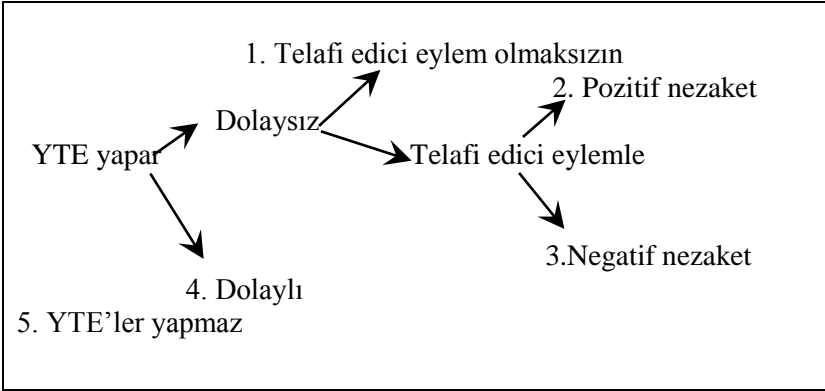 1. Telafi edici eylem olmaksızın
2. Pozitif nezaket
Dolaysız
YTE yapar
Telafi edici eylemle
3.Negatif nezaket
4. Dolaylı
5. YTE’ler yapmaz